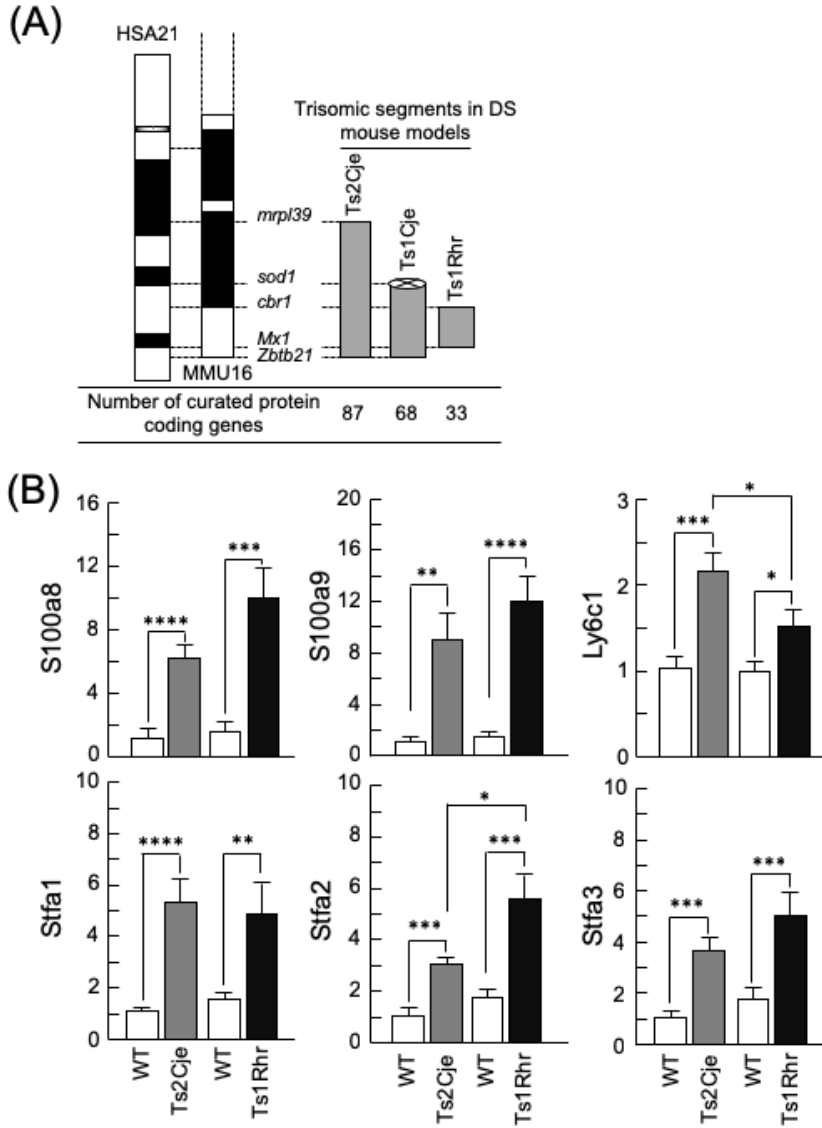 (A)
HSA21
Trisomic segments in DS
mouse models
Ts2Cje
Ts1Cje
Ts1Rhr
mrpl39
sod1
cbr1
Mx1
Zbtb21
MMU16
Number of curated protein
coding genes
87 68 33
(B)
S100a8
16
12
8
4
0
****
***
S100a9
20
16
12
8
4
0
**
****
Ly6c1
3
2
1
0
***
*
*
Stfa1
10
8
6
4
2
0
****
**
WT
Ts2Cje
WT
Ts1Rhr
Stfa2
10
8
6
4
2
0
***
*
***
WT
Ts2Cje
WT
Ts1Rhr
Stfa3
10
8
6
4
2
0
***
***
WT
Ts2Cje
WT
Ts1Rhr